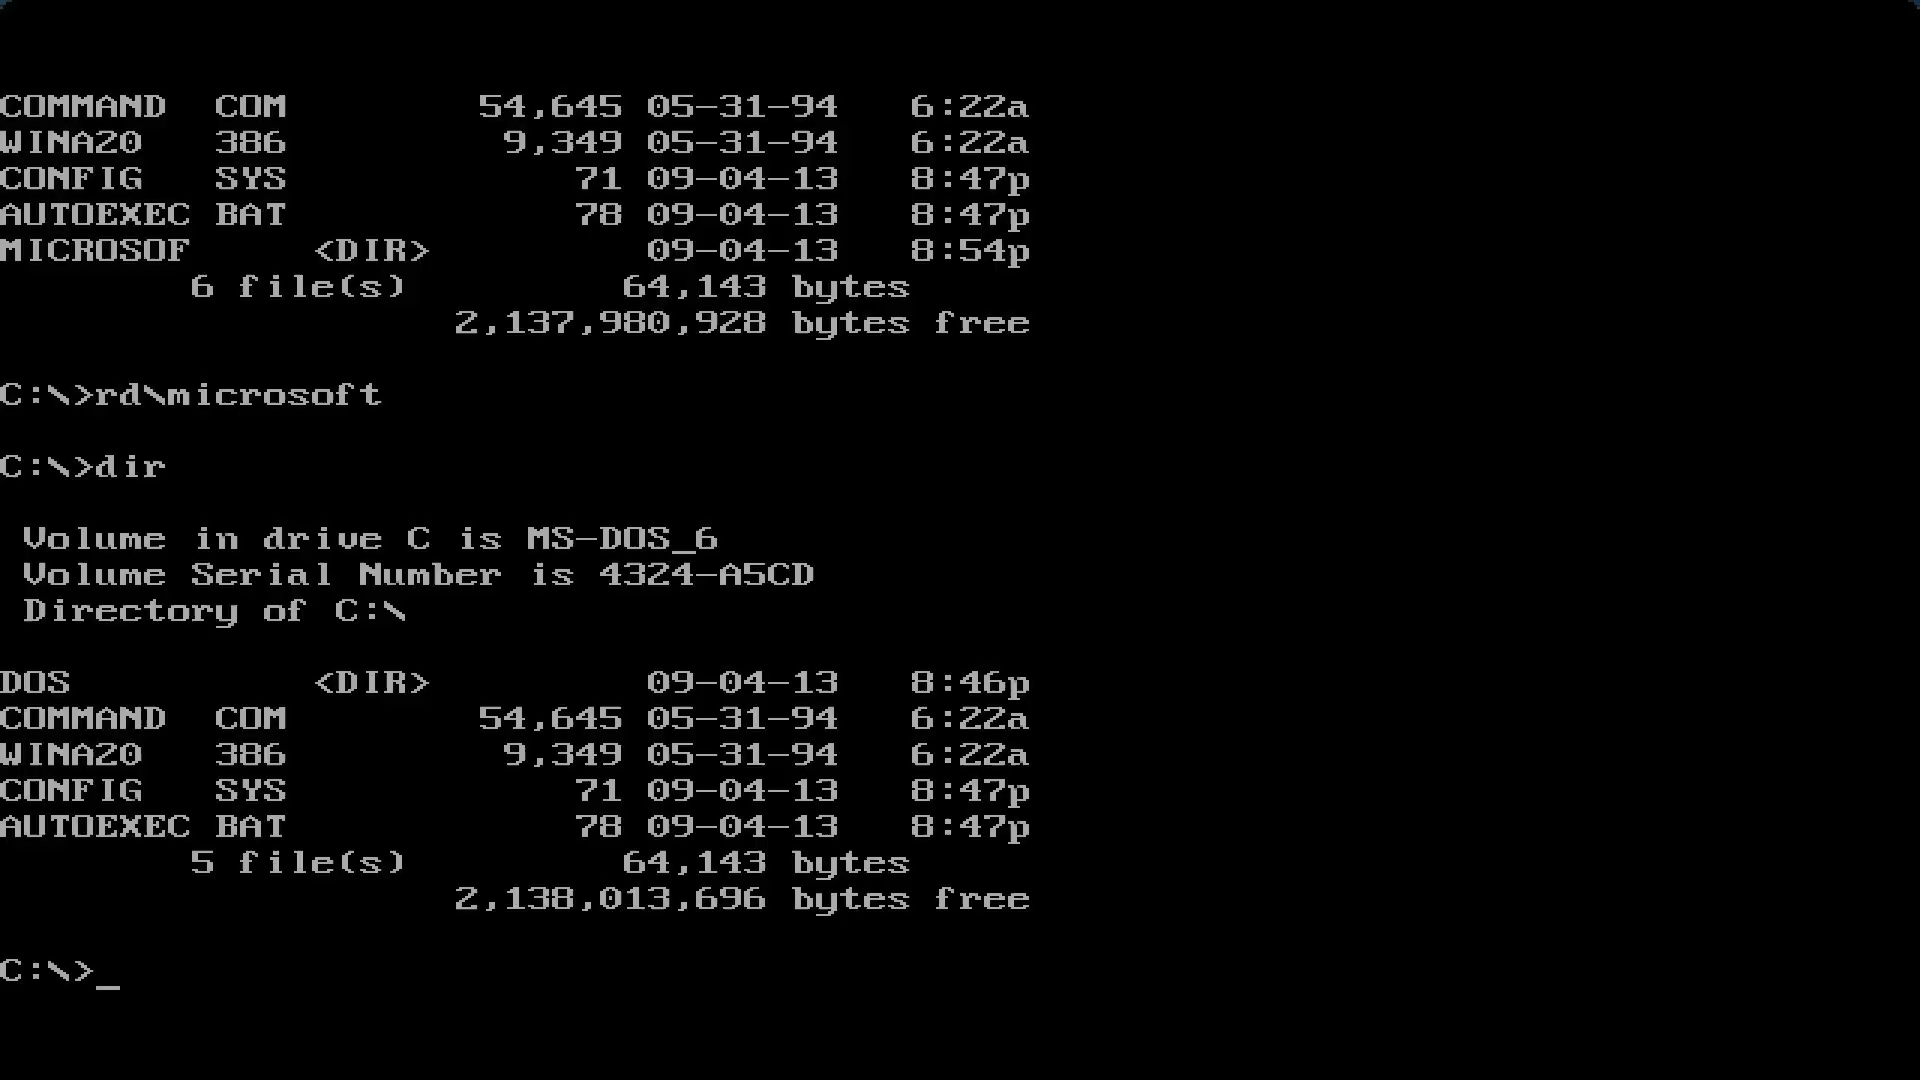 COMMAND  COM        54,645 05-31-94   6:22a
WINA20   386         9,349 05-31-94   6:22a
CONFIG   SYS            71 09-04-13   8:47p
AUTOEXEC BAT            78 09-04-13   8:47p
MICROSOF     <DIR>         09-04-13   8:54p
        6 file(s)         64,143 bytes
                   2,137,980,928 bytes free
C:\>rd\microsoft
C:\>dir
 Volume in drive C is MS-DOS_6
 Volume Serial Number is 4324-A5CD
 Directory of C:\
DOS          <DIR>         09-04-13   8:46p
COMMAND  COM        54,645 05-31-94   6:22a
WINA20   386         9,349 05-31-94   6:22a
CONFIG   SYS            71 09-04-13   8:47p
AUTOEXEC BAT            78 09-04-13   8:47p
        5 file(s)         64,143 bytes
                   2,138,013,696 bytes free
C:\>_